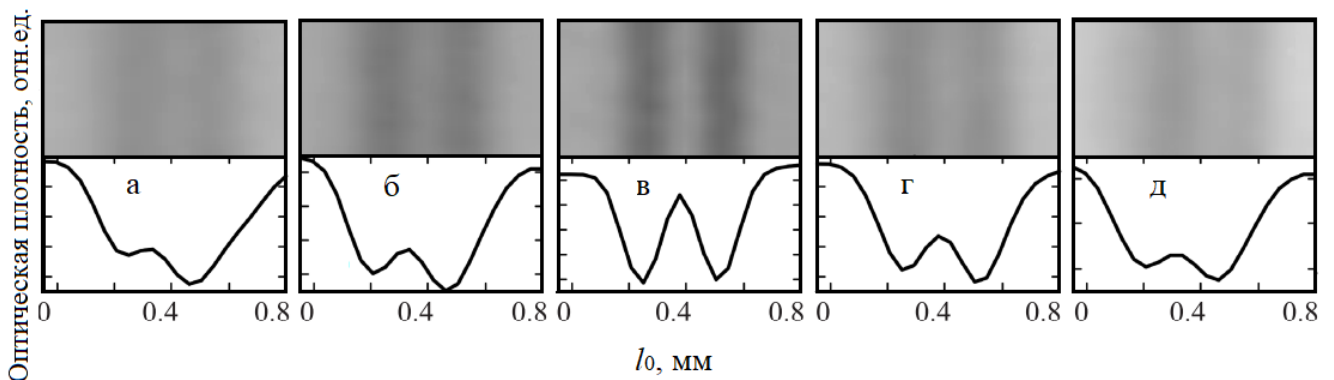 Оптическая плотность, отн.ед.
а б в г д
0 0.4 0.8 0 0.4 0.8 0 0.4 0.8 0 0.4 0.8 0 0.4 0.8
l0, мм